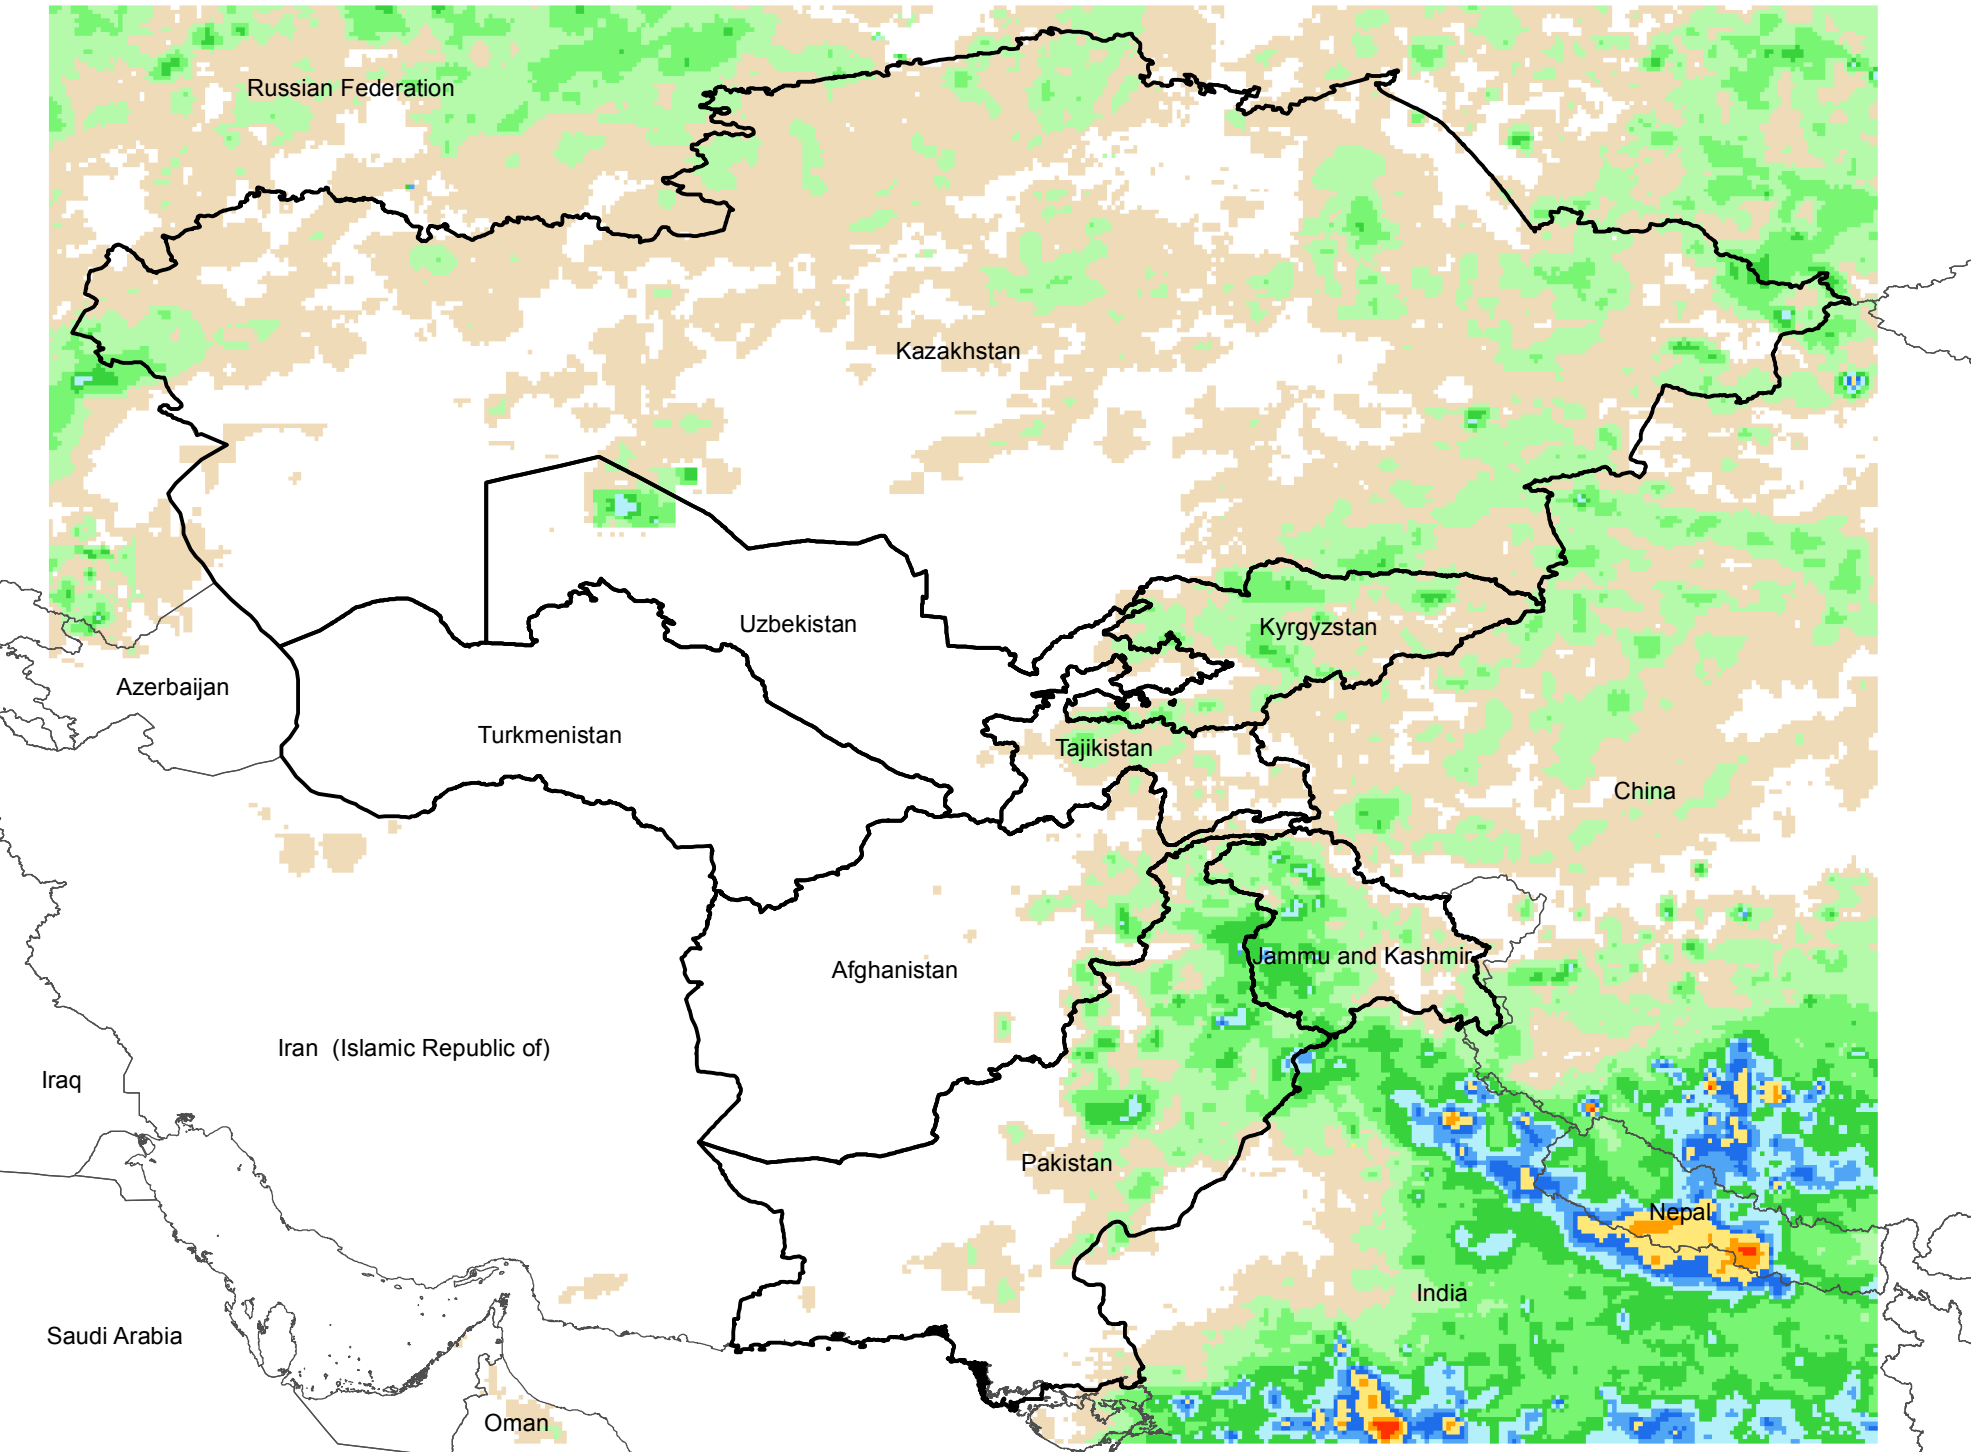 Russian Federation
Kazakhstan
Uzbekistan
Kyrgyzstan
Azerbaijan
Turkmenistan
Tajikistan
China
Jammu and Kashmir
Afghanistan
Iran  (Islamic Republic of)
Iraq
Pakistan
Nepal
India
Saudi Arabia
Oman